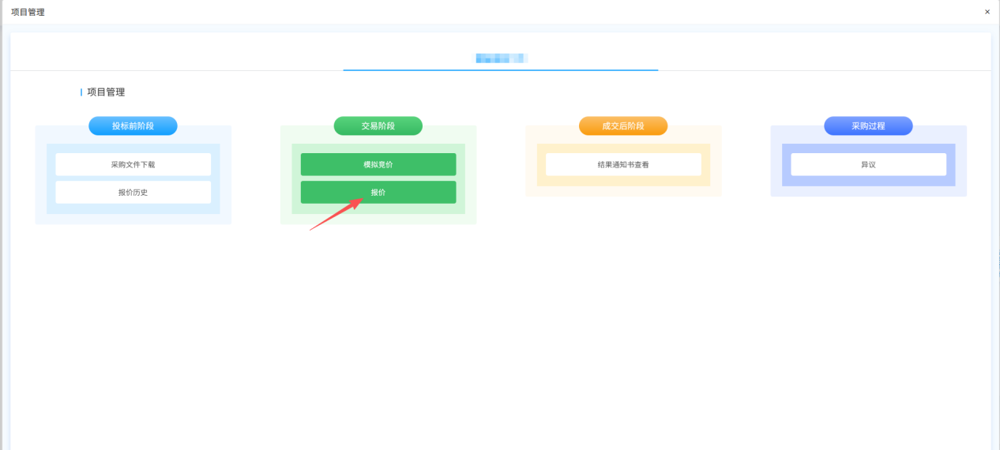 项目管理
×
项目管理
投标前阶段
采购文件下载
报价历史
交易阶段
模拟竞价
报价
成交后阶段
结果通知书查看
采购过程
异议